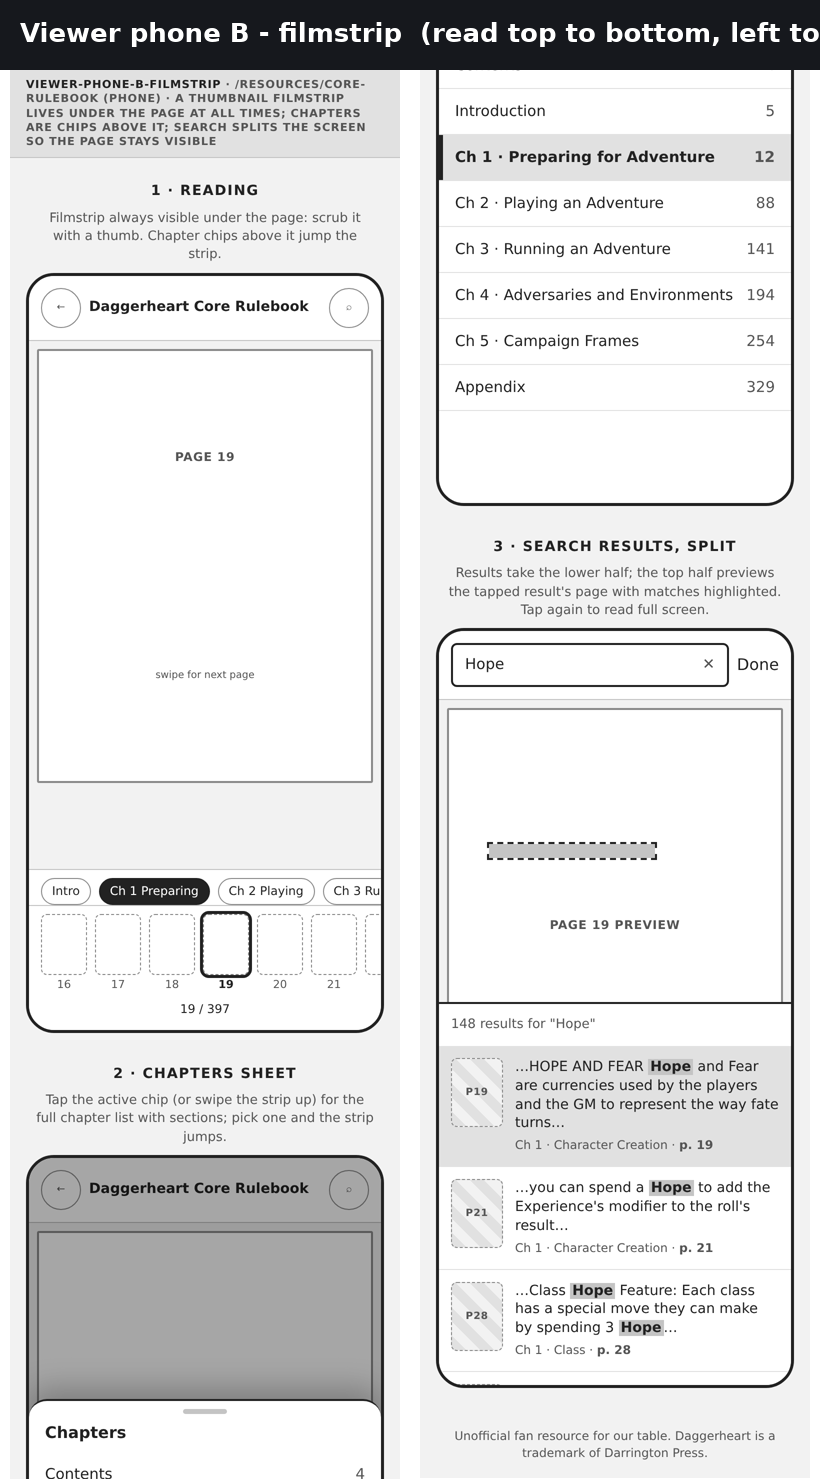 Viewer phone B - filmstrip (read top to bottom, left to
VIEWER-PHONE-B-FILMSTRIP · /RESOURCES/CORE-
RULEBOOK (PHONE) · A THUMBNAIL FILMSTRIP
LIVES UNDER THE PAGE AT ALL TIMES; CHAPTERS
ARE CHIPS ABOVE IT; SEARCH SPLITS THE SCREEN
SO THE PAGE STAYS VISIBLE
1 · READING
Filmstrip always visible under the page: scrub it
with a thumb. Chapter chips above it jump the
strip.
←
Daggerheart Core Rulebook
⌕
PAGE 19
swipe for next page
Intro
Ch 1 Preparing
Ch 2 Playing
Ch 3 Ru
16
17
18
19
20
21
19 / 397
2 · CHAPTERS SHEET
Tap the active chip (or swipe the strip up) for the
full chapter list with sections; pick one and the strip
jumps.
←
Daggerheart Core Rulebook
⌕
Chapters
Contents 4
Introduction 5
Ch 1 · Preparing for Adventure 12
Ch 2 · Playing an Adventure 88
Ch 3 · Running an Adventure 141
Ch 4 · Adversaries and Environments 194
Ch 5 · Campaign Frames 254
Appendix 329
3 · SEARCH RESULTS, SPLIT
Results take the lower half; the top half previews
the tapped result's page with matches highlighted.
Tap again to read full screen.
Hope ✕
Done
PAGE 19 PREVIEW
148 results for "Hope"
P19
…HOPE AND FEAR Hope and Fear
are currencies used by the players
and the GM to represent the way fate
turns…
Ch 1 · Character Creation · p. 19
P21
…you can spend a Hope to add the
Experience's modifier to the roll's
result…
Ch 1 · Character Creation · p. 21
P28
…Class Hope Feature: Each class
has a special move they can make
by spending 3 Hope…
Ch 1 · Class · p. 28
Unofficial fan resource for our table. Daggerheart is a
trademark of Darrington Press.